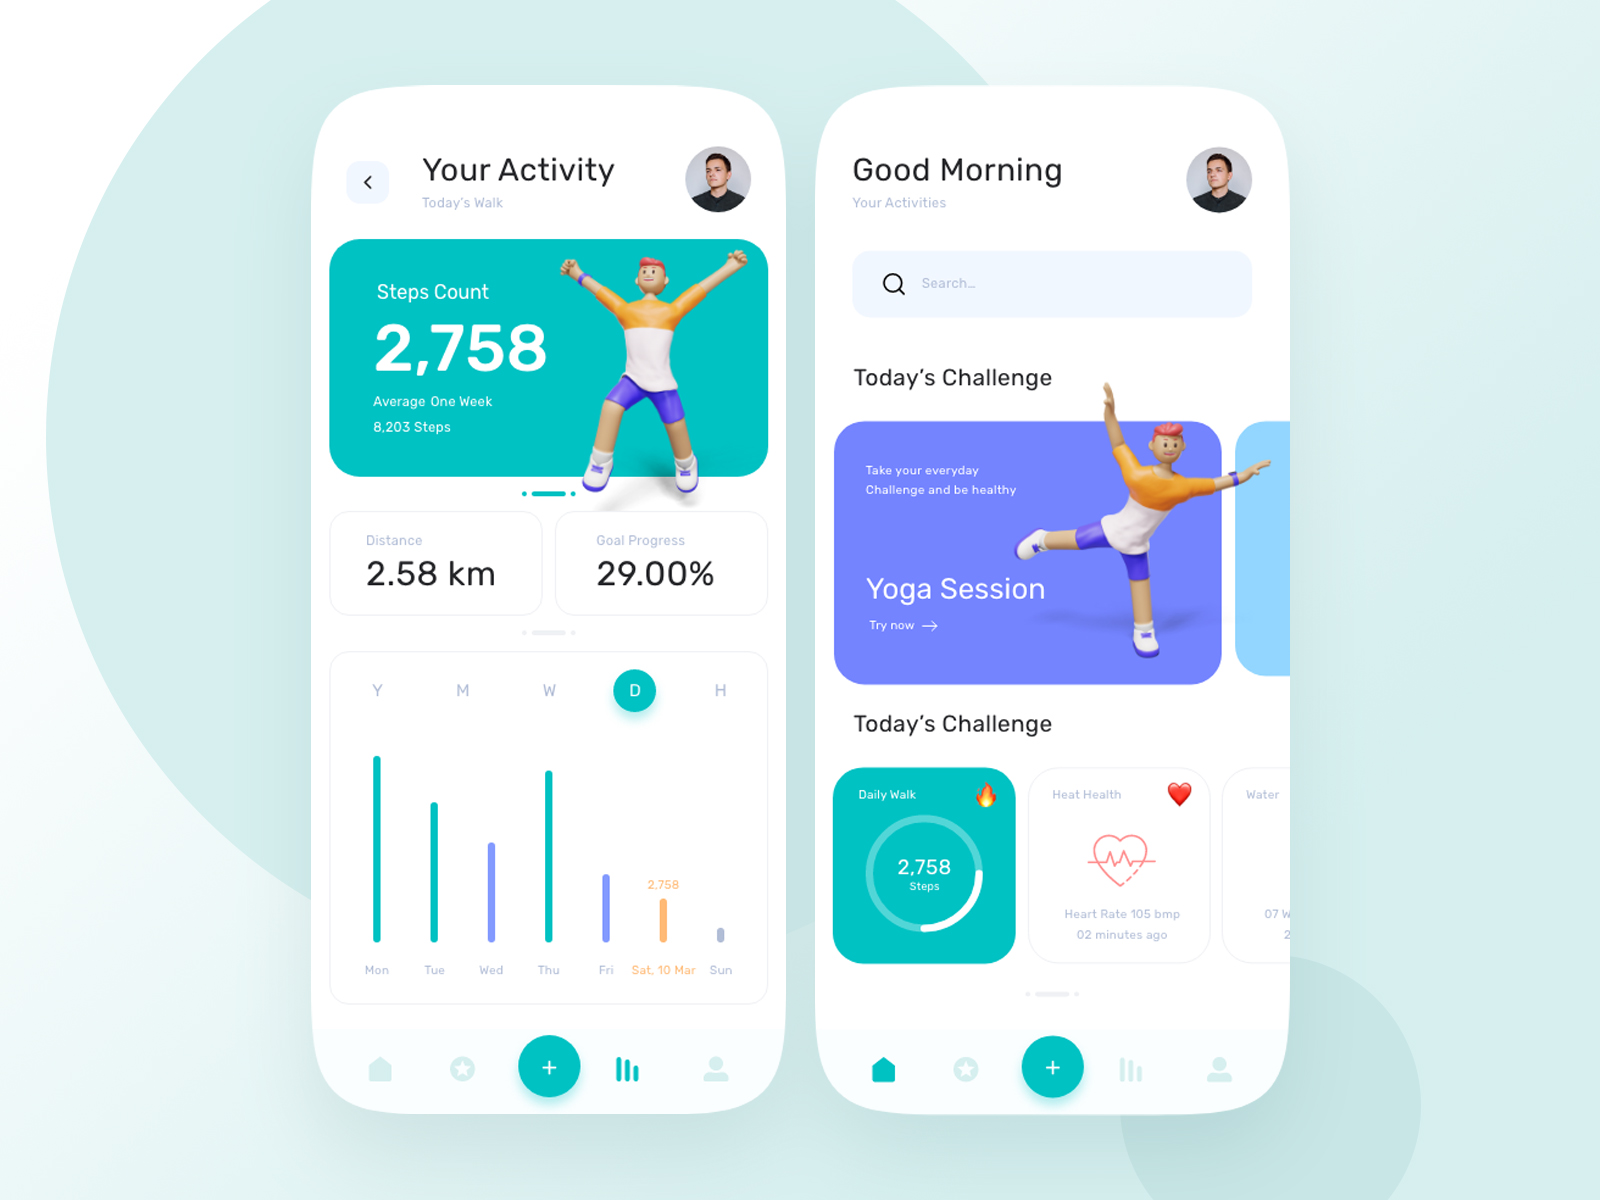 Your Activity
Today's Walk
Steps Count
2,758
Average One Week
8,203 Steps
Distance
2.58 km
Goal Progress
29.00%
Y M W D H
2,758
Mon Tue Wed Thu Fri Sat, 10 Mar Sun
+
Good Morning
Your Activities
Search...
Today's Challenge
Take your everyday
Challenge and be healthy
Yoga Session
Try now →
Today's Challenge
Daily Walk
2,758
Steps
Heat Health
Heart Rate 105 bmp
02 minutes ago
Water
07 W
2
+